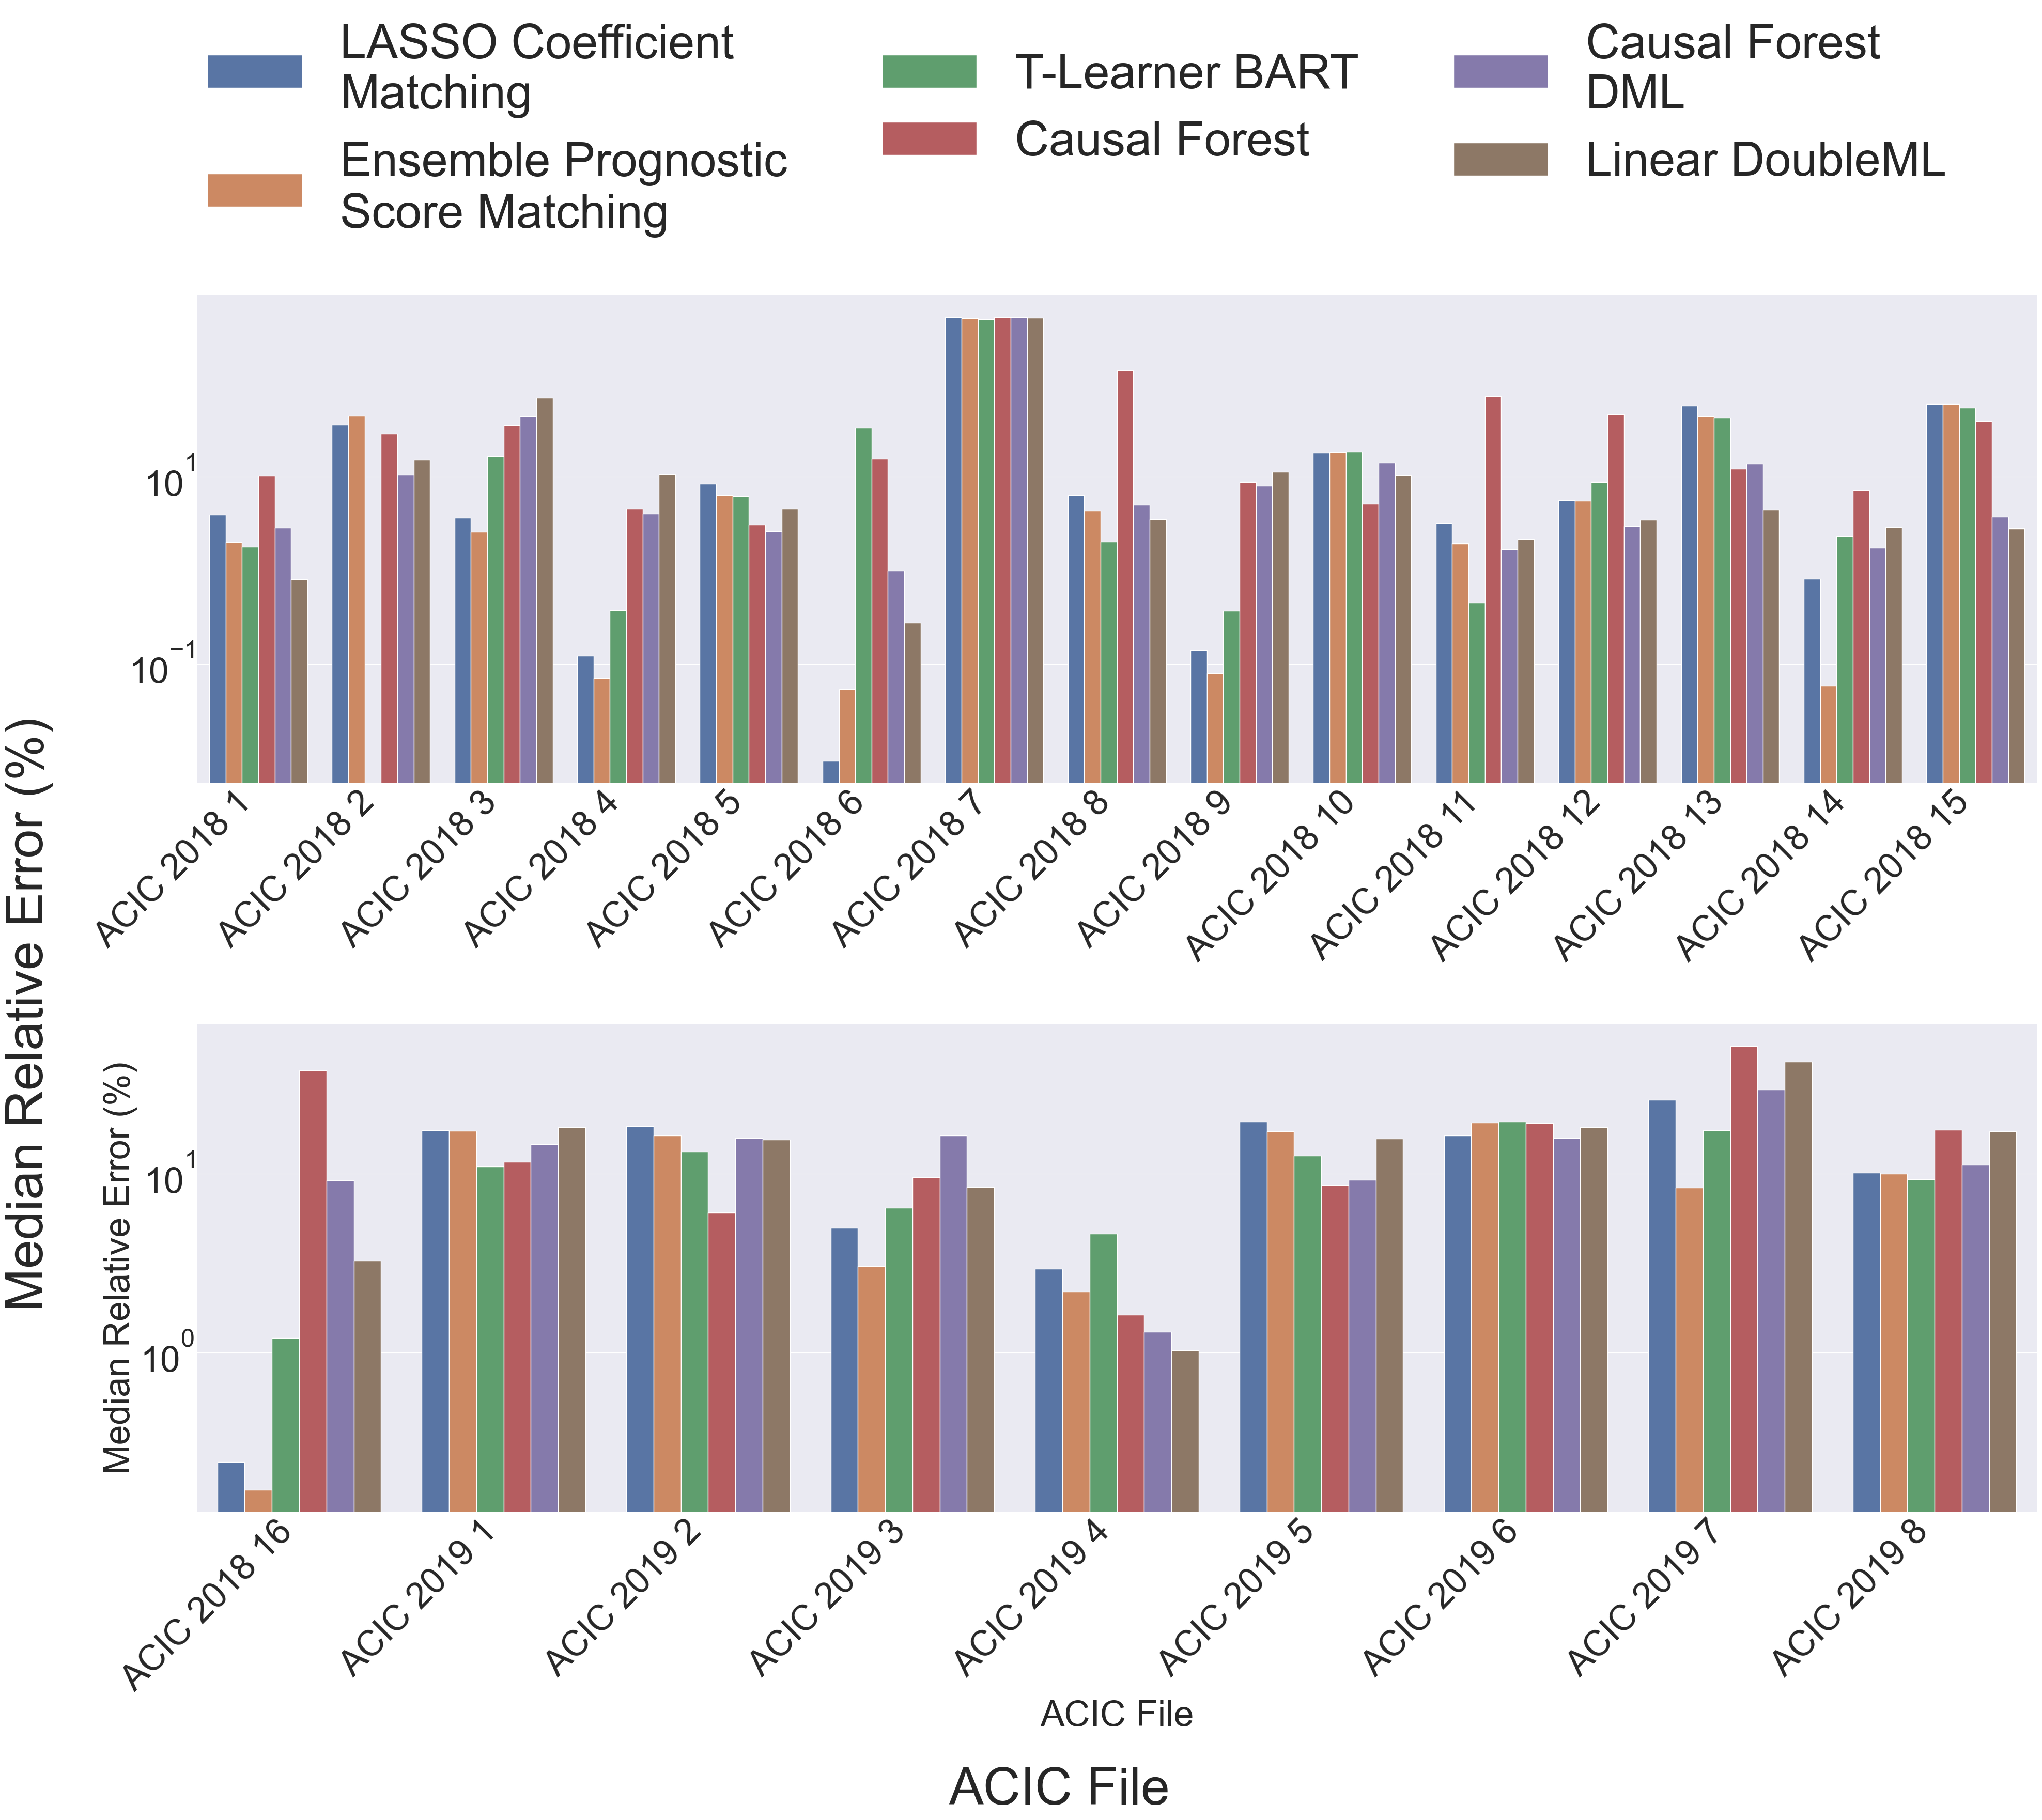 LASSO Coefficient
Matching
Ensemble Prognostic
Score Matching
T-Learner BART
Causal Forest
Causal Forest
DML
Linear DoubleML
Median Relative Error (%)
10^1
10^−1
ACIC 2018 1
ACIC 2018 2
ACIC 2018 3
ACIC 2018 4
ACIC 2018 5
ACIC 2018 6
ACIC 2018 7
ACIC 2018 8
ACIC 2018 9
ACIC 2018 10
ACIC 2018 11
ACIC 2018 12
ACIC 2018 13
ACIC 2018 14
ACIC 2018 15
Median Relative Error (%)
10^1
10^0
ACIC 2018 16
ACIC 2019 1
ACIC 2019 2
ACIC 2019 3
ACIC 2019 4
ACIC 2019 5
ACIC 2019 6
ACIC 2019 7
ACIC 2019 8
ACIC File
ACIC File